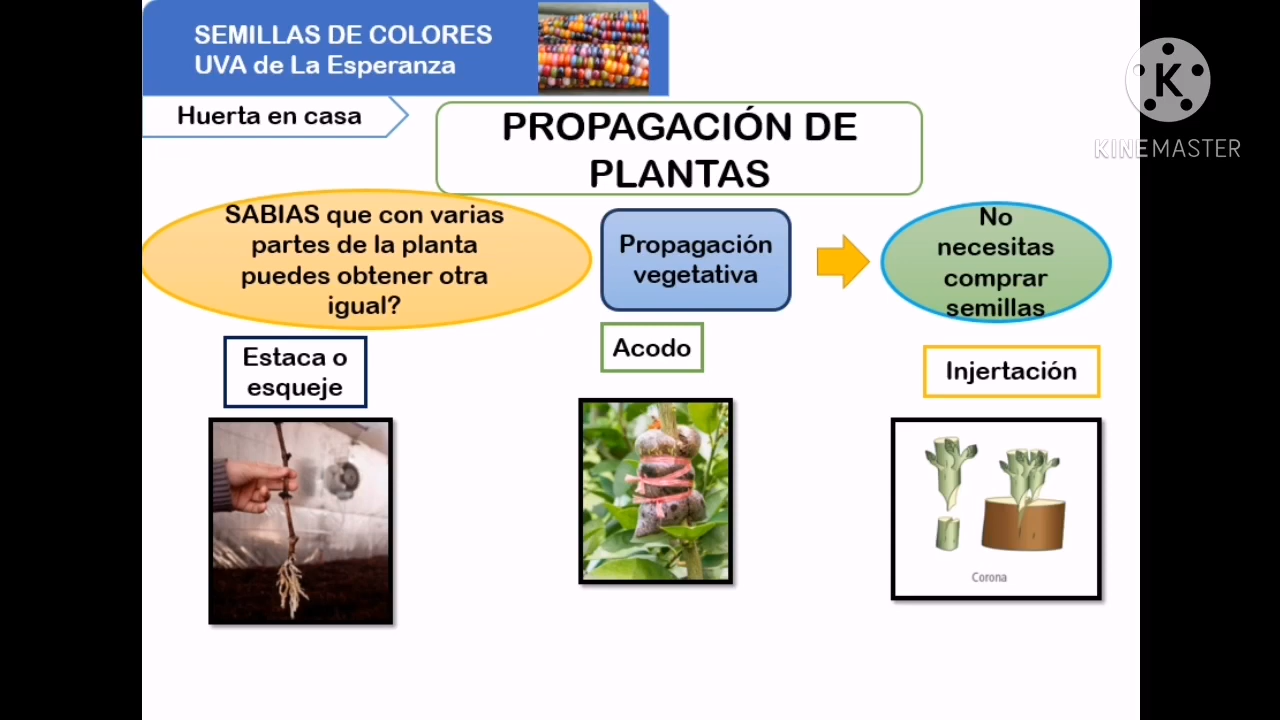 SEMILLAS DE COLORES
UVA de La Esperanza
KINEMASTER
Huerta en casa
PROPAGACIÓN DE
PLANTAS
SABIAS que con varias
partes de la planta
puedes obtener otra
igual?
Propagación
vegetativa
No
necesitas
comprar
semillas
Estaca o
esqueje
Acodo
Injertación
Corona